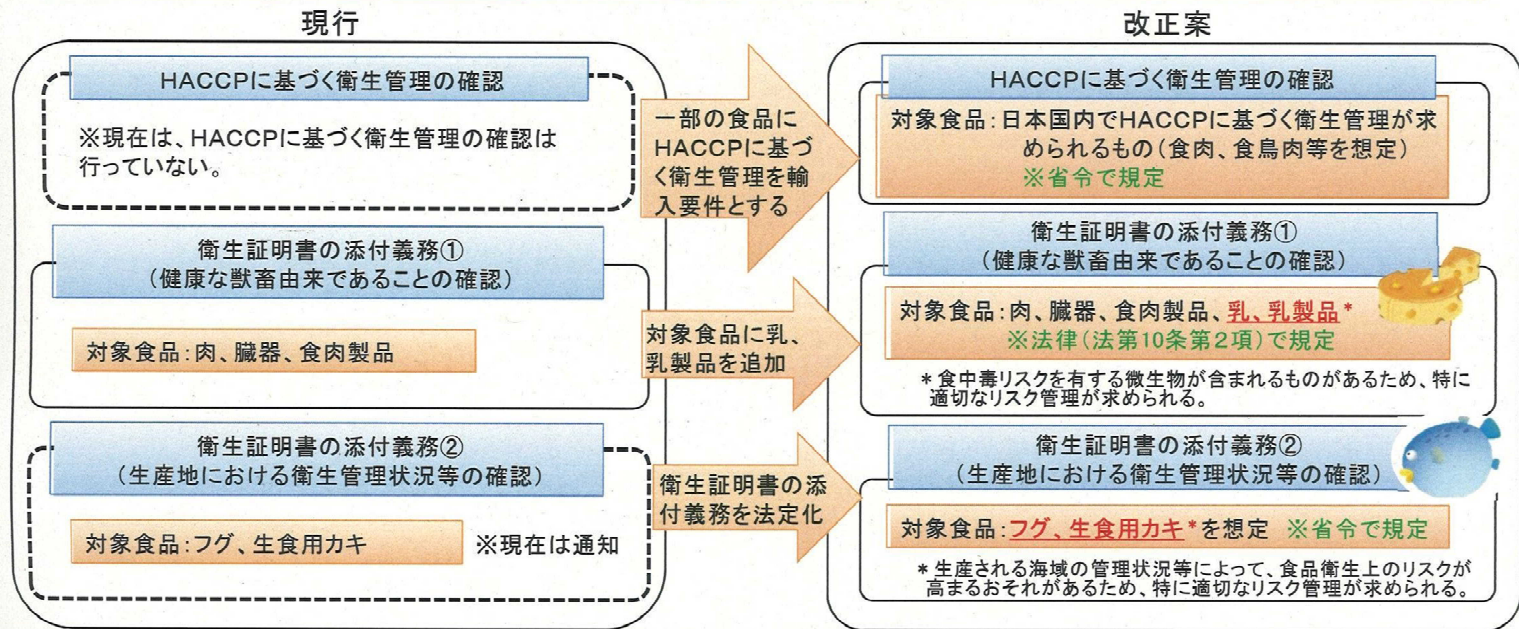 現行
HACCPに基づく衛生管理の確認
※現在は、HACCPに基づく衛生管理の確認は
行っていない。
衛生証明書の添付義務①
(健康な獣畜由来であることの確認)
対象食品:肉、臓器、食肉製品
衛生証明書の添付義務②
(生産地における衛生管理状況等の確認)
対象食品:フグ、生食用カキ ※現在は通知
一部の食品に
HACCPに基づ
く衛生管理を輸
入要件とする
対象食品に乳、
乳製品を追加
衛生証明書の添
付義務を法定化
改正案
HACCPに基づく衛生管理の確認
対象食品:日本国内でHACCPに基づく衛生管理が求
められるもの(食肉、食鳥肉等を想定)
※省令で規定
衛生証明書の添付義務①
(健康な獣畜由来であることの確認)
対象食品:肉、臓器、食肉製品、乳、乳製品*
※法律(法第10条第2項)で規定
*食中毒リスクを有する微生物が含まれるものがあるため、特に
適切なリスク管理が求められる。
衛生証明書の添付義務②
(生産地における衛生管理状況等の確認)
対象食品:フグ、生食用カキ*を想定 ※省令で規定
*生産される海域の管理状況等によって、食品衛生上のリスクが
高まるおそれがあるため、特に適切なリスク管理が求められる。